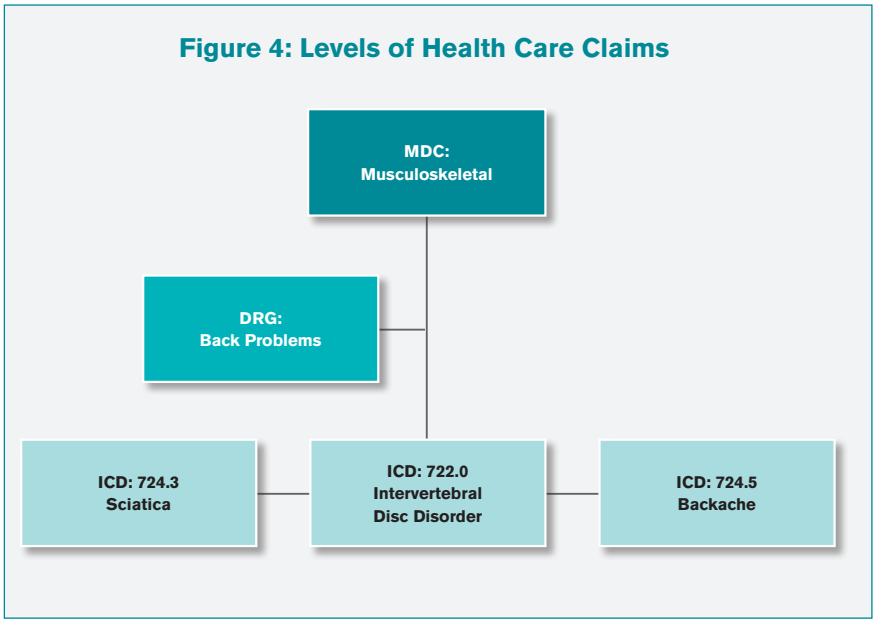 Figure 4: Levels of Health Care Claims
MDC:
Musculoskeletal
DRG:
Back Problems
ICD: 724.3
Sciatica
ICD: 722.0
Intervertebral
Disc Disorder
ICD: 724.5
Backache